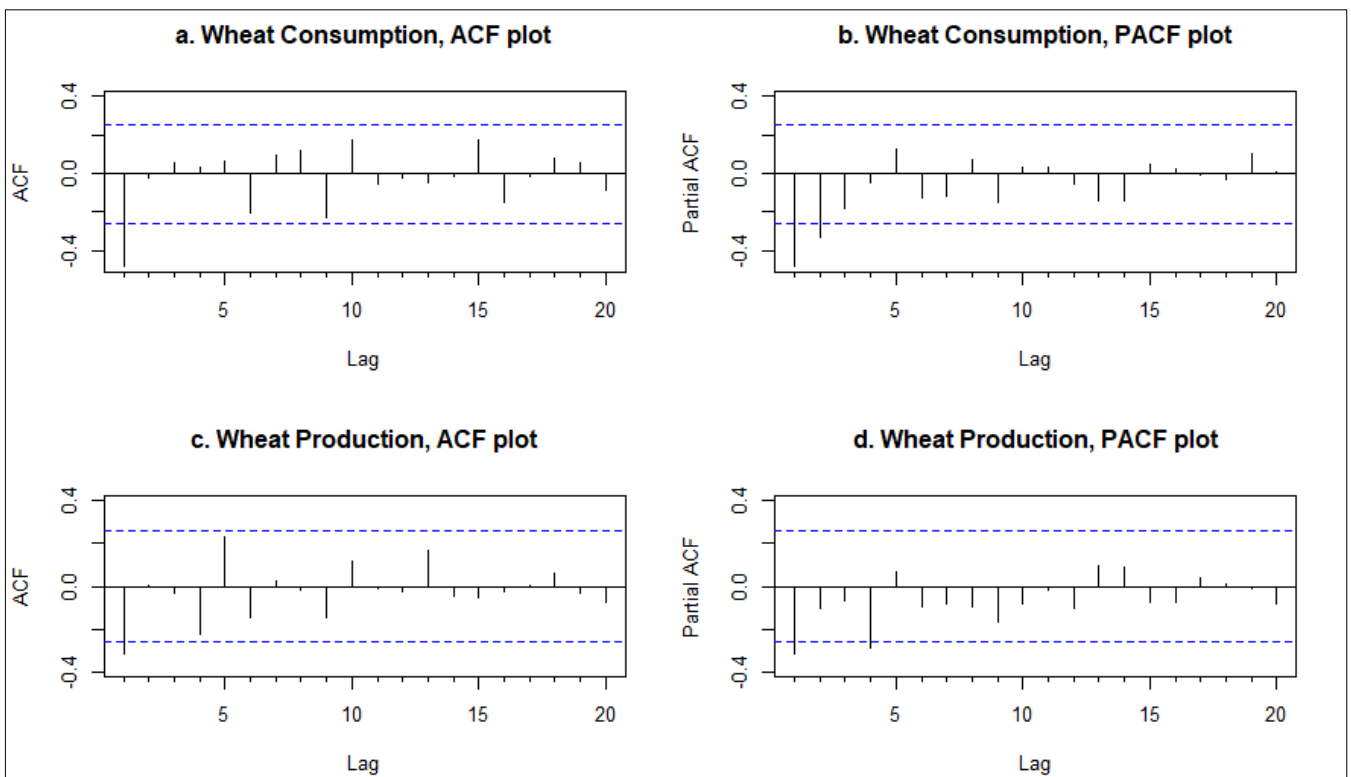 a. Wheat Consumption, ACF plot
ACF
0.4
0.0
-0.4
5 10 15 20
Lag
b. Wheat Consumption, PACF plot
Partial ACF
0.4
0.0
-0.4
5 10 15 20
Lag
c. Wheat Production, ACF plot
ACF
0.4
0.0
-0.4
5 10 15 20
Lag
d. Wheat Production, PACF plot
Partial ACF
0.4
0.0
-0.4
5 10 15 20
Lag